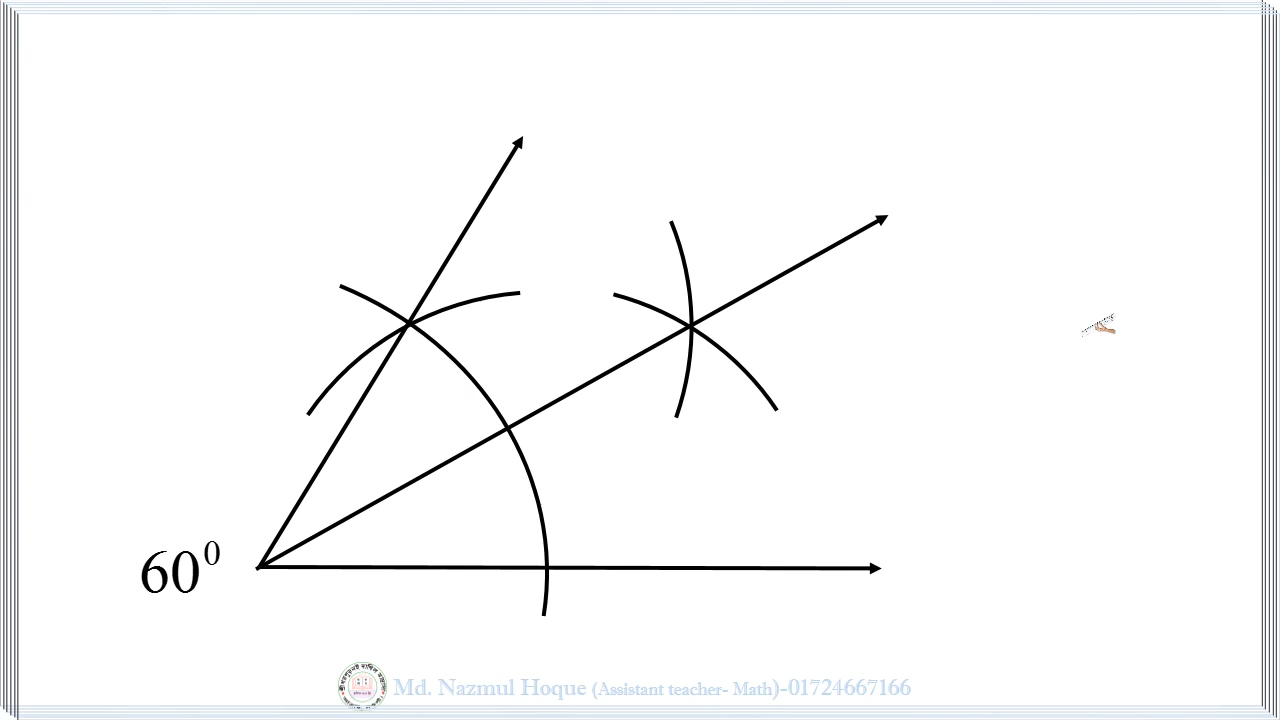 60⁰
Md. Nazmul Hoque (Assistant teacher- Math)-01724667166